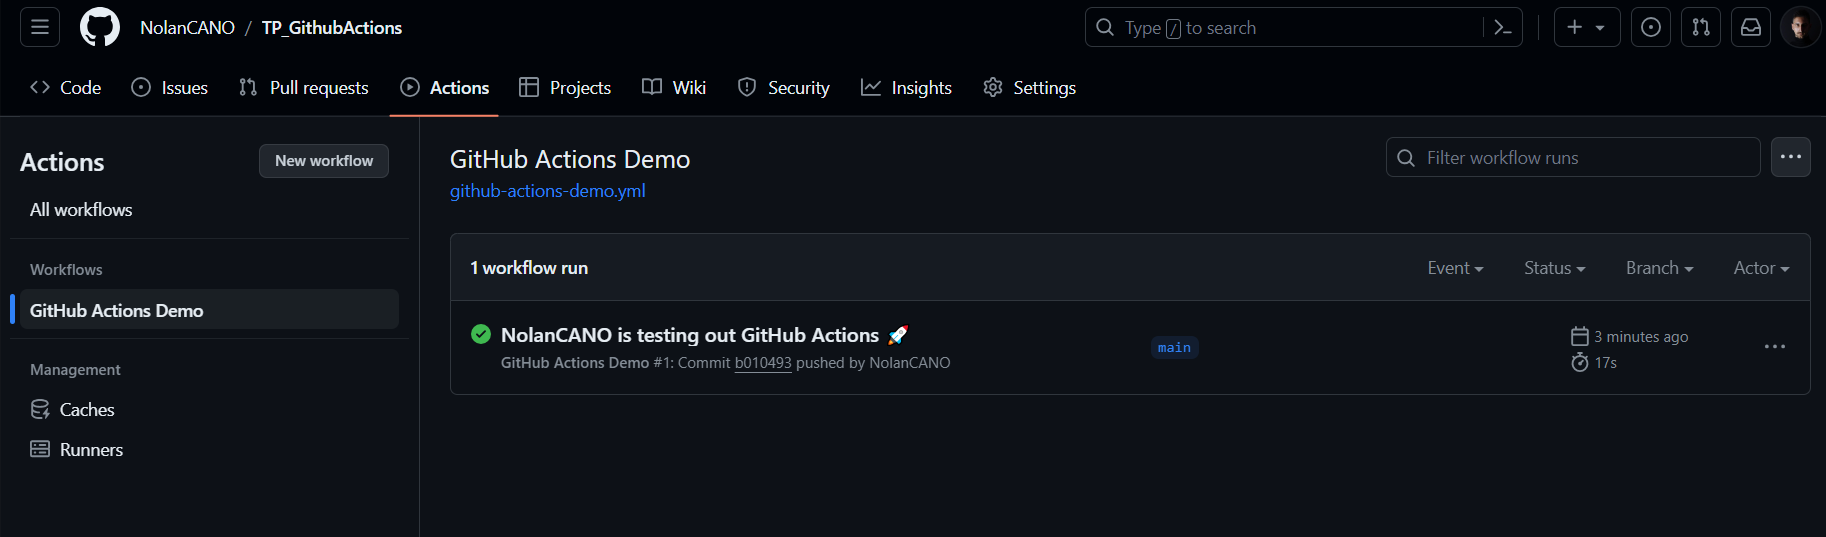 NolanCANO / TP_GithubActions
Type / to search
Code Issues Pull requests Actions Projects Wiki Security Insights Settings
Actions
New workflow
All workflows
Workflows
GitHub Actions Demo
Management
Caches
Runners
GitHub Actions Demo
github-actions-demo.yml
Filter workflow runs
1 workflow run
Event Status Branch Actor
NolanCANO is testing out GitHub Actions 🚀
GitHub Actions Demo #1: Commit b010493 pushed by NolanCANO
main
3 minutes ago
17s